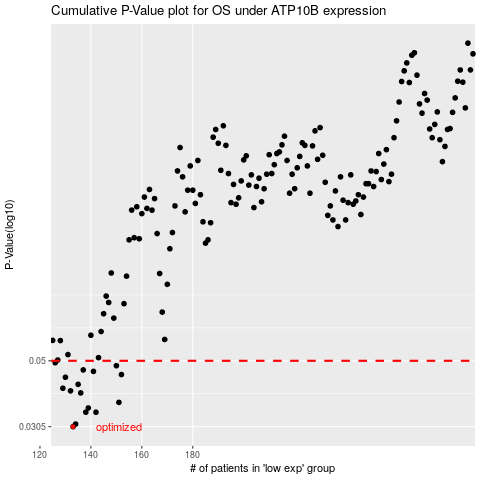 Cumulative P-Value plot for OS under ATP10B expression
P-Value(log10)
0.05
0.0305
optimized
120 140 160 180
# of patients in 'low exp' group